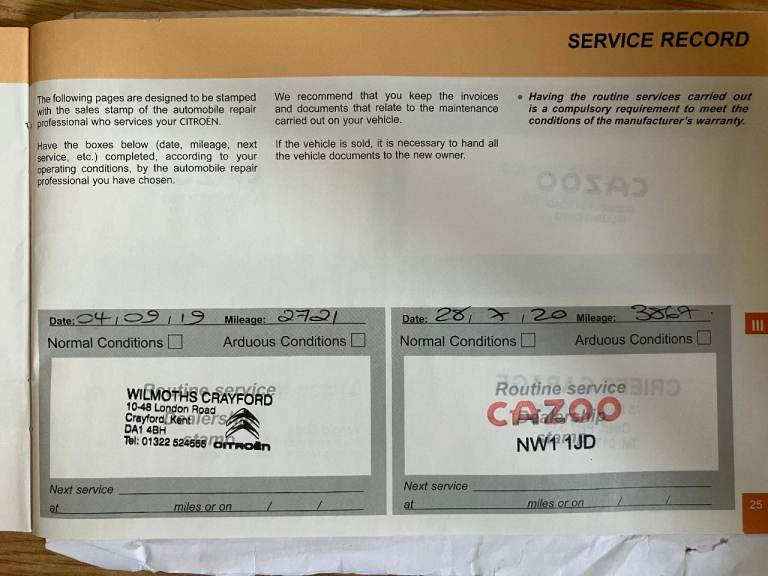 SERVICE RECORD
The following pages are designed to be stamped
with the sales stamp of the automobile repair
professional who services your CITROËN.
Have the boxes below (date, mileage, next
service, etc.) completed, according to your
operating conditions, by the automobile repair
professional you have chosen.
We recommend that you keep the invoices
and documents that relate to the maintenance
carried out on your vehicle.
If the vehicle is sold, it is necessary to hand all
the vehicle documents to the new owner.
• Having the routine services carried out
is a compulsory requirement to meet the
conditions of the manufacturer's warranty.
Date: 04, 09, 19 Mileage: 2721
Normal Conditions Arduous Conditions
Routine service
WILMOTHS CRAYFORD
10-48 London Road
Crayford, Kent
DA1 4BH
Tel: 01322 524555 CITROËN
stamp
Next service
at miles or on / /
Date: 28, 7, 20 Mileage: 3869
Normal Conditions Arduous Conditions
Routine service
CAZOO
Dealership
stamp
NW1 1JD
Next service
at miles or on / /
III
25